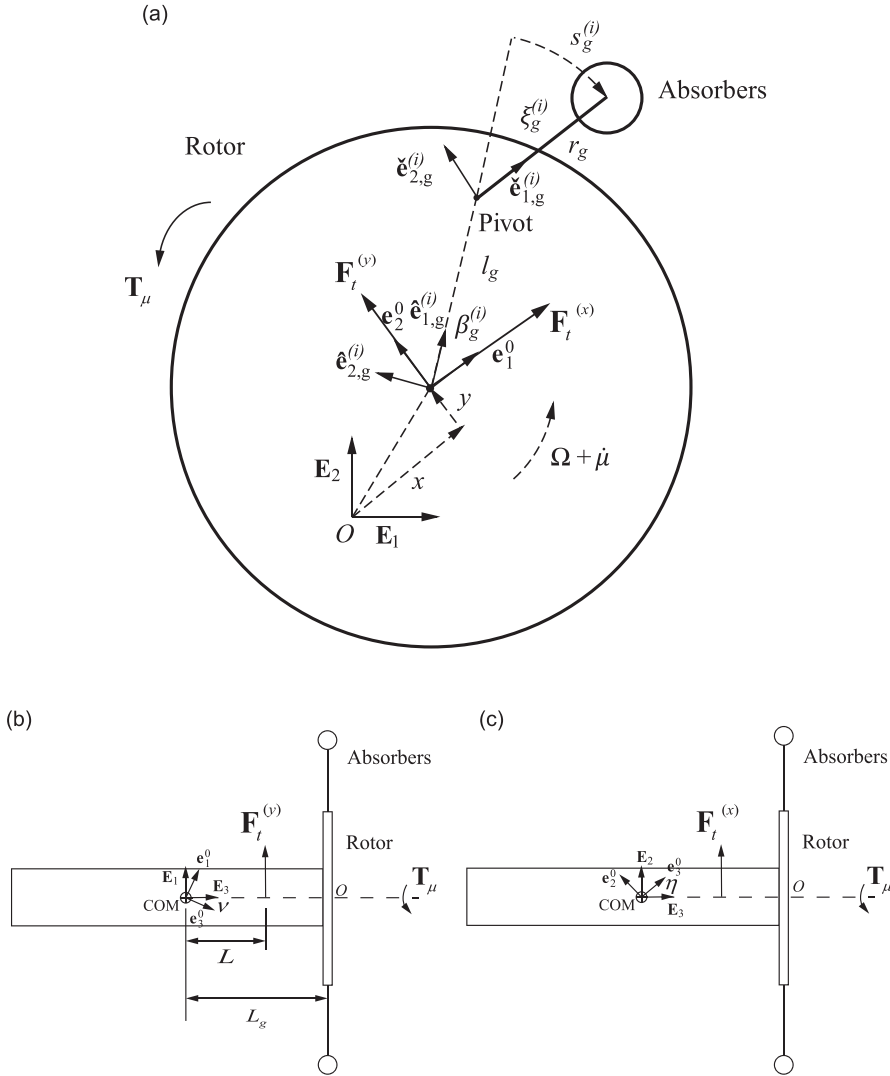 (a)
s_g^(i)
Absorbers
ξ_g^(i)
Rotor
r_g
ě_2,g^(i)
ě_1,g^(i)
Pivot
T_μ
l_g
F_t^(y)
ê_1,g^(i)
β_g^(i)
F_t^(x)
e_2^0
e_1^0
ê_2,g^(i)
y
E_2
x
Ω + μ̇
O
E_1
(b)
Absorbers
F_t^(y)
Rotor
e_1^0
E_1
E_3
O
T_μ
COM
ν
e_3^0
L
L_g
(c)
Absorbers
F_t^(x)
Rotor
E_2
e_3^0
e_2^0
η
O
T_μ
COM
E_3